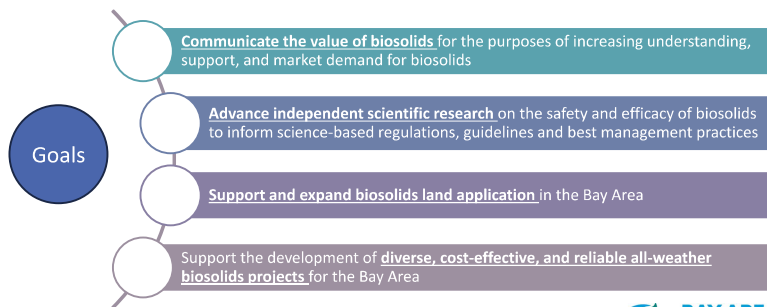 Communicate the value of biosolids for the purposes of increasing understanding,
support, and market demand for biosolids
Advance independent scientific research on the safety and efficacy of biosolids
to inform science-based regulations, guidelines and best management practices
Goals
Support and expand biosolids land application in the Bay Area
Support the development of diverse, cost-effective, and reliable all-weather
biosolids projects for the Bay Area